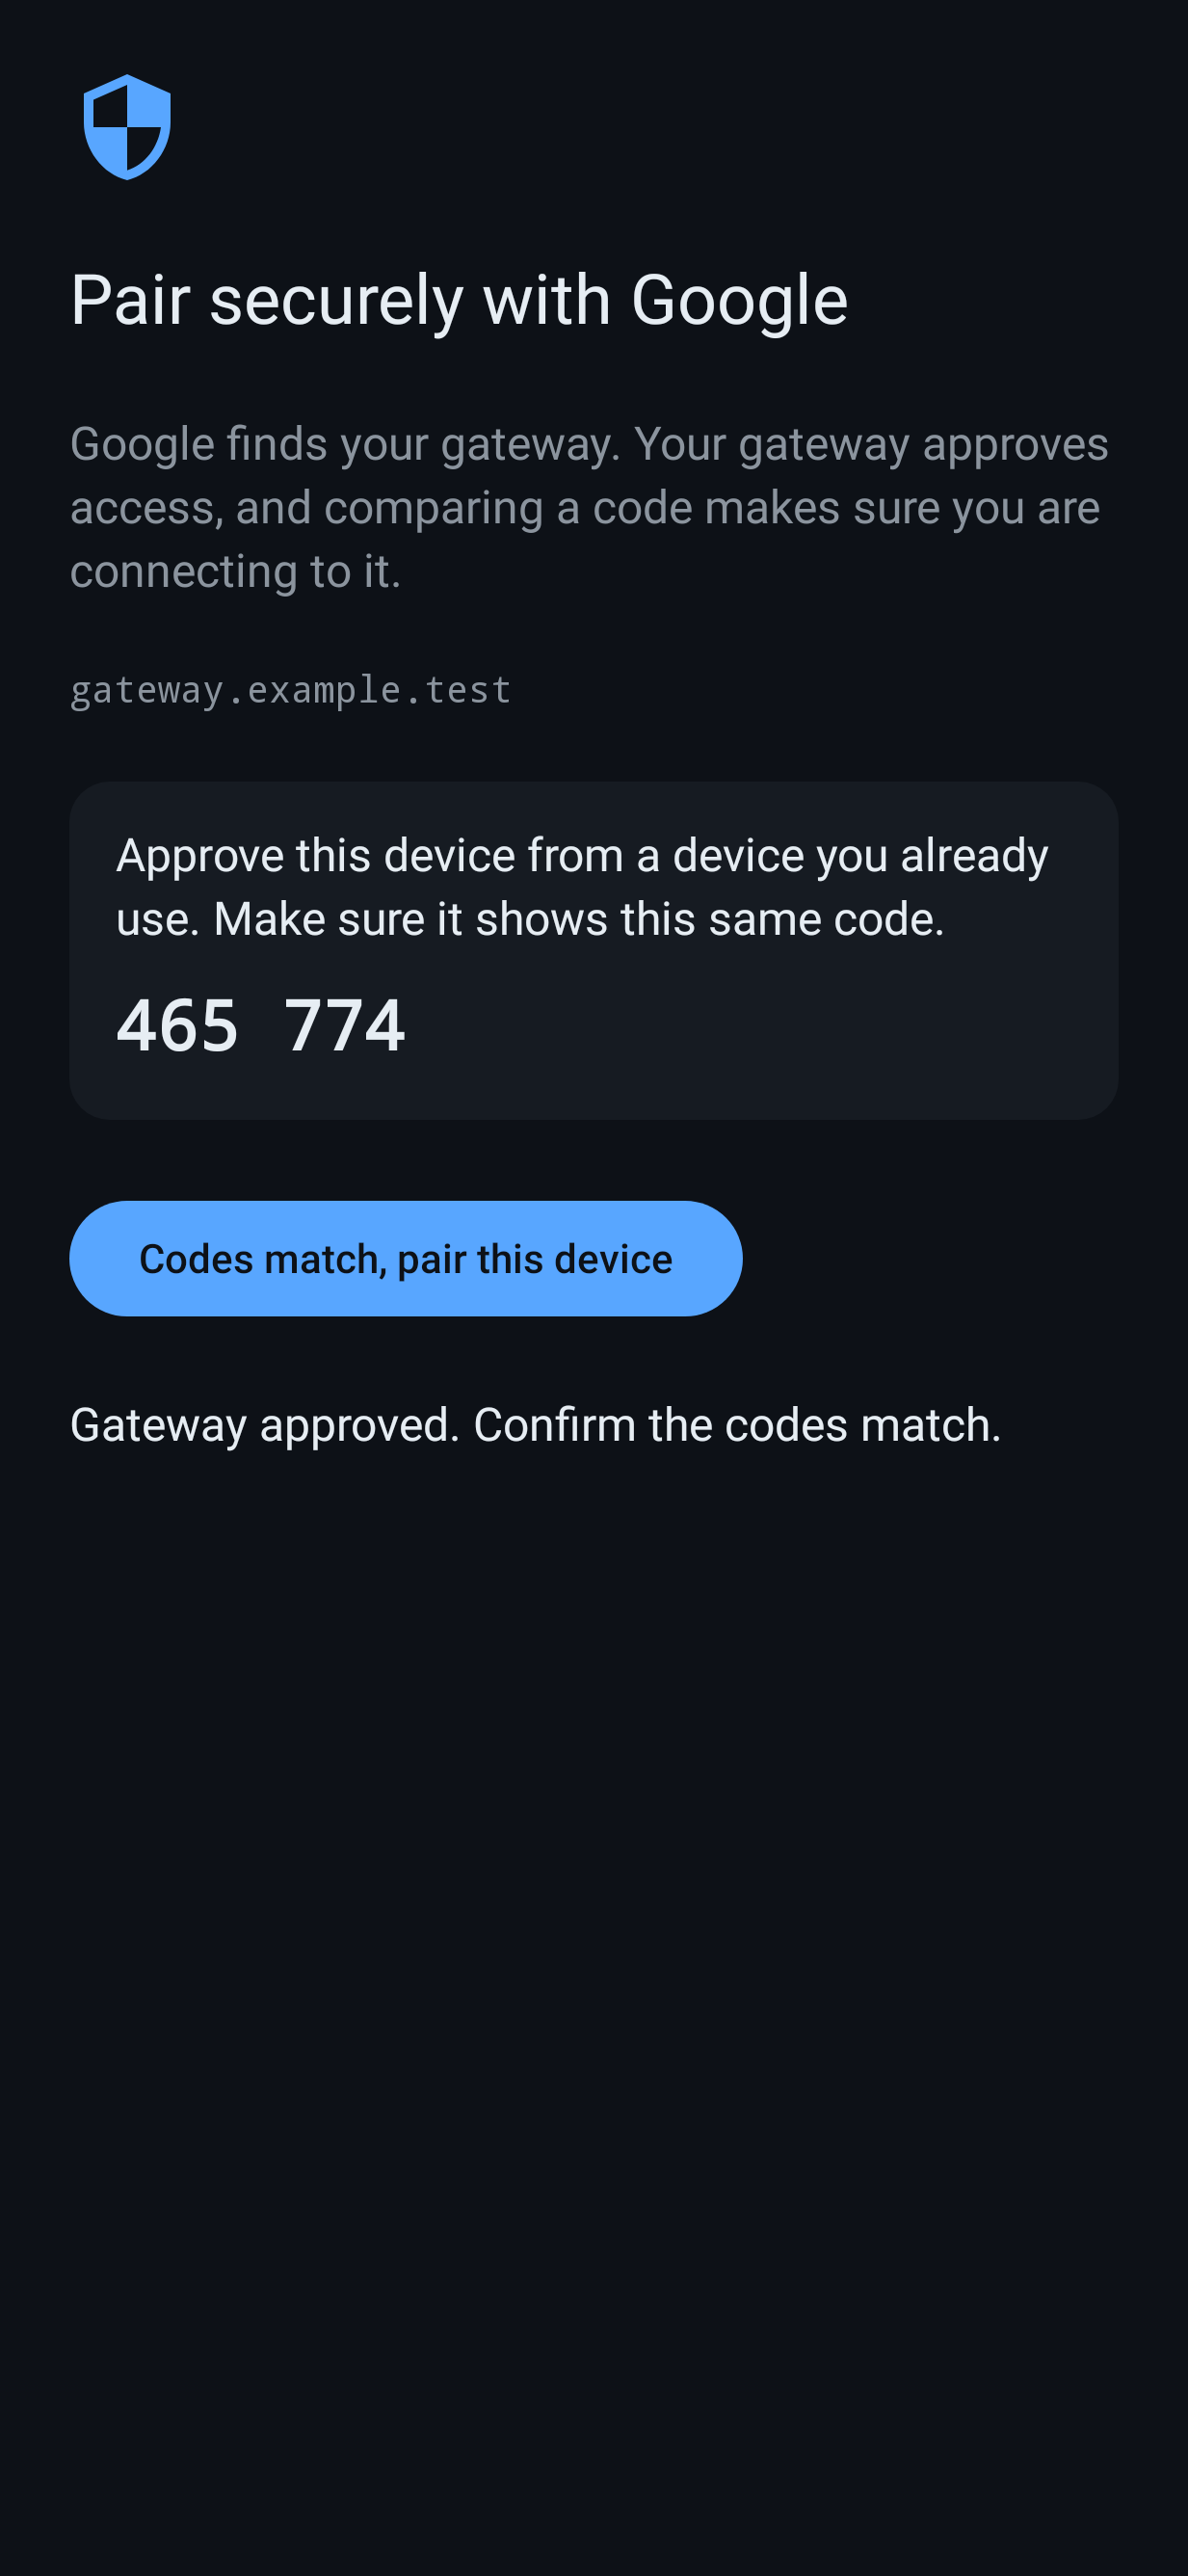 Pair securely with Google
Google finds your gateway. Your gateway approves
access, and comparing a code makes sure you are
connecting to it.
gateway.example.test
Approve this device from a device you already
use. Make sure it shows this same code.
465 774
Codes match, pair this device
Gateway approved. Confirm the codes match.